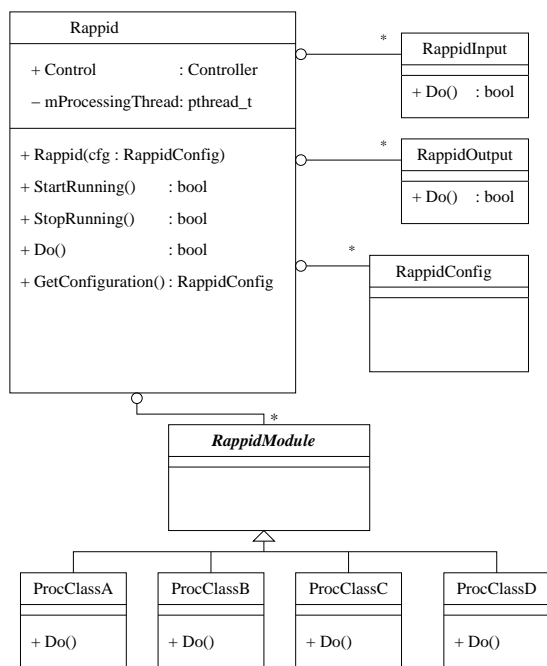 Rappid
+ Control : Controller
− mProcessingThread: pthread_t
+ Rappid(cfg : RappidConfig)
+ StartRunning() : bool
+ StopRunning() : bool
+ Do() : bool
+ GetConfiguration() : RappidConfig
*
RappidInput
+ Do() : bool
*
RappidOutput
+ Do() : bool
*
RappidConfig
*
RappidModule
ProcClassA
+ Do()
ProcClassB
+ Do()
ProcClassC
+ Do()
ProcClassD
+ Do()